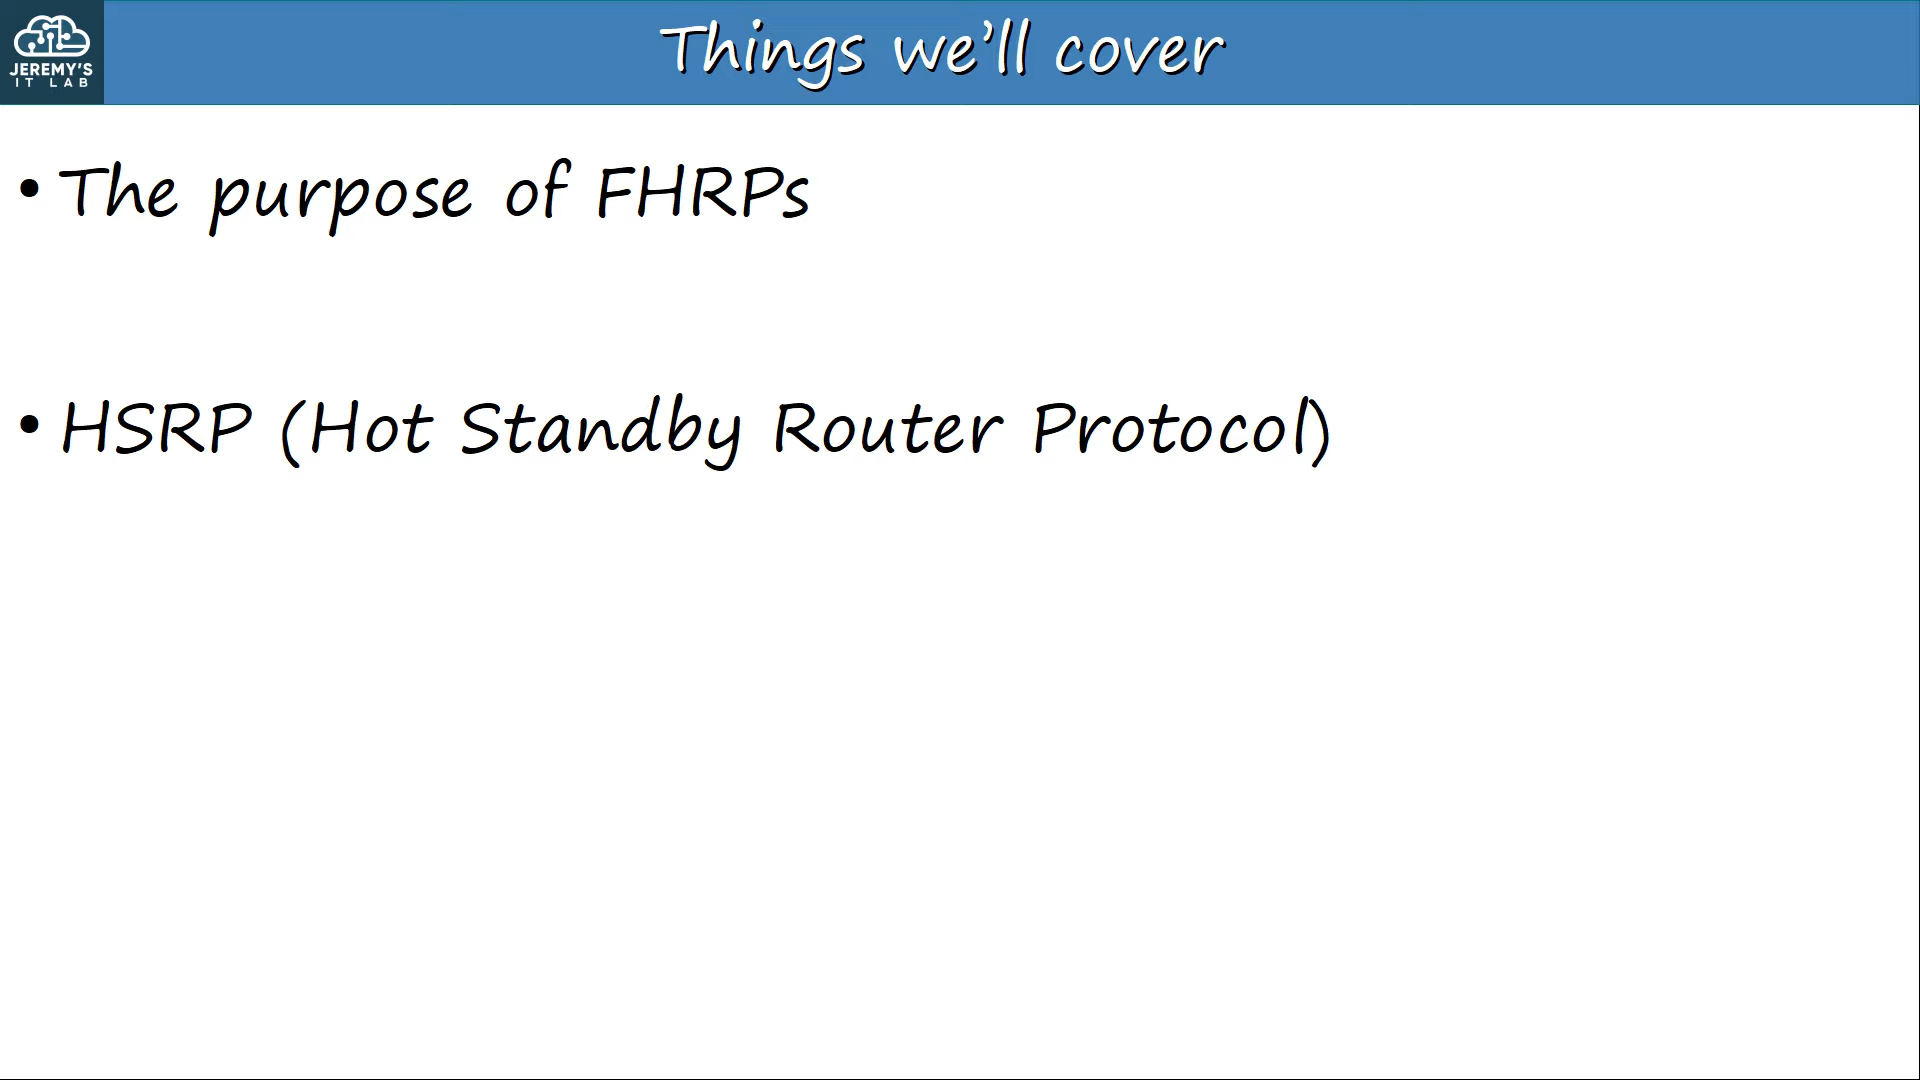 JEREMY'S
IT LAB
Things we'll cover
• The purpose of FHRPs
• HSRP (Hot Standby Router Protocol)